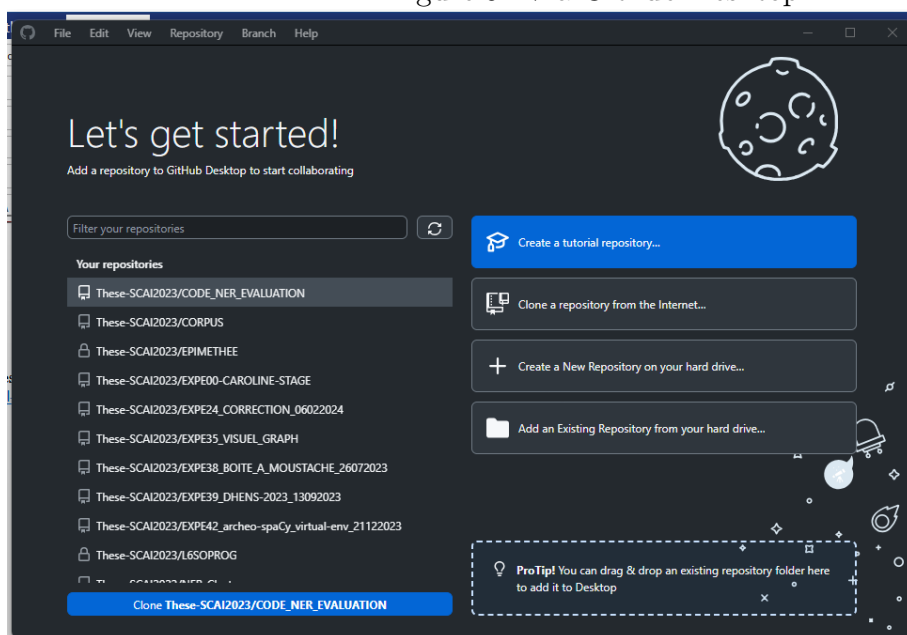 File Edit View Repository Branch Help
Let's get started!
Add a repository to GitHub Desktop to start collaborating
Filter your repositories
Your repositories
These-SCAI2023/CODE_NER_EVALUATION
These-SCAI2023/CORPUS
These-SCAI2023/EPIMETHEE
These-SCAI2023/EXPE00-CAROLINE-STAGE
These-SCAI2023/EXPE24_CORRECTION_06022024
These-SCAI2023/EXPE35_VISUEL_GRAPH
These-SCAI2023/EXPE38_BOITE_A_MOUSTACHE_26072023
These-SCAI2023/EXPE39_DHENS-2023_13092023
These-SCAI2023/EXPE42_archeo-spaCy_virtual-env_21122023
These-SCAI2023/L6SOPROG
Clone These-SCAI2023/CODE_NER_EVALUATION
Create a tutorial repository...
Clone a repository from the Internet...
Create a New Repository on your hard drive...
Add an Existing Repository from your hard drive...
ProTip! You can drag & drop an existing repository folder here
to add it to Desktop